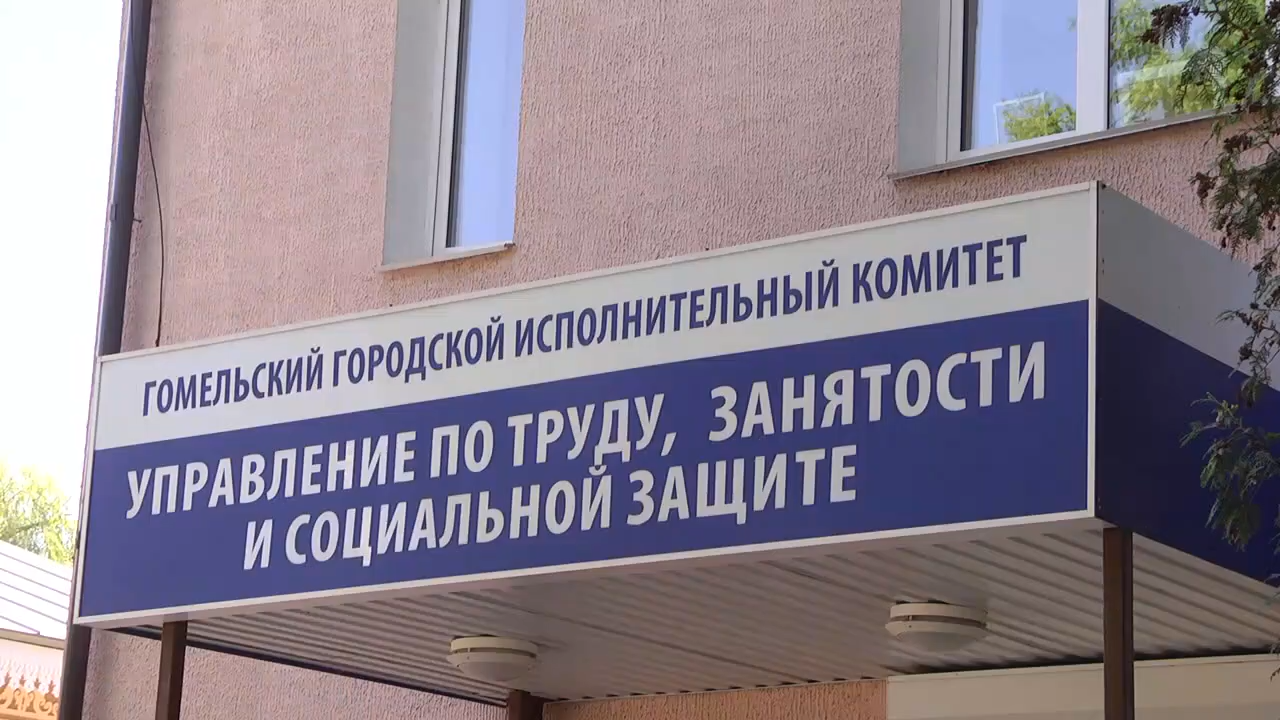 ГОМЕЛЬСКИЙ ГОРОДСКОЙ ИСПОЛНИТЕЛЬНЫЙ КОМИТЕТ
УПРАВЛЕНИЕ ПО ТРУДУ, ЗАНЯТОСТИ
И СОЦИАЛЬНОЙ ЗАЩИТЕ